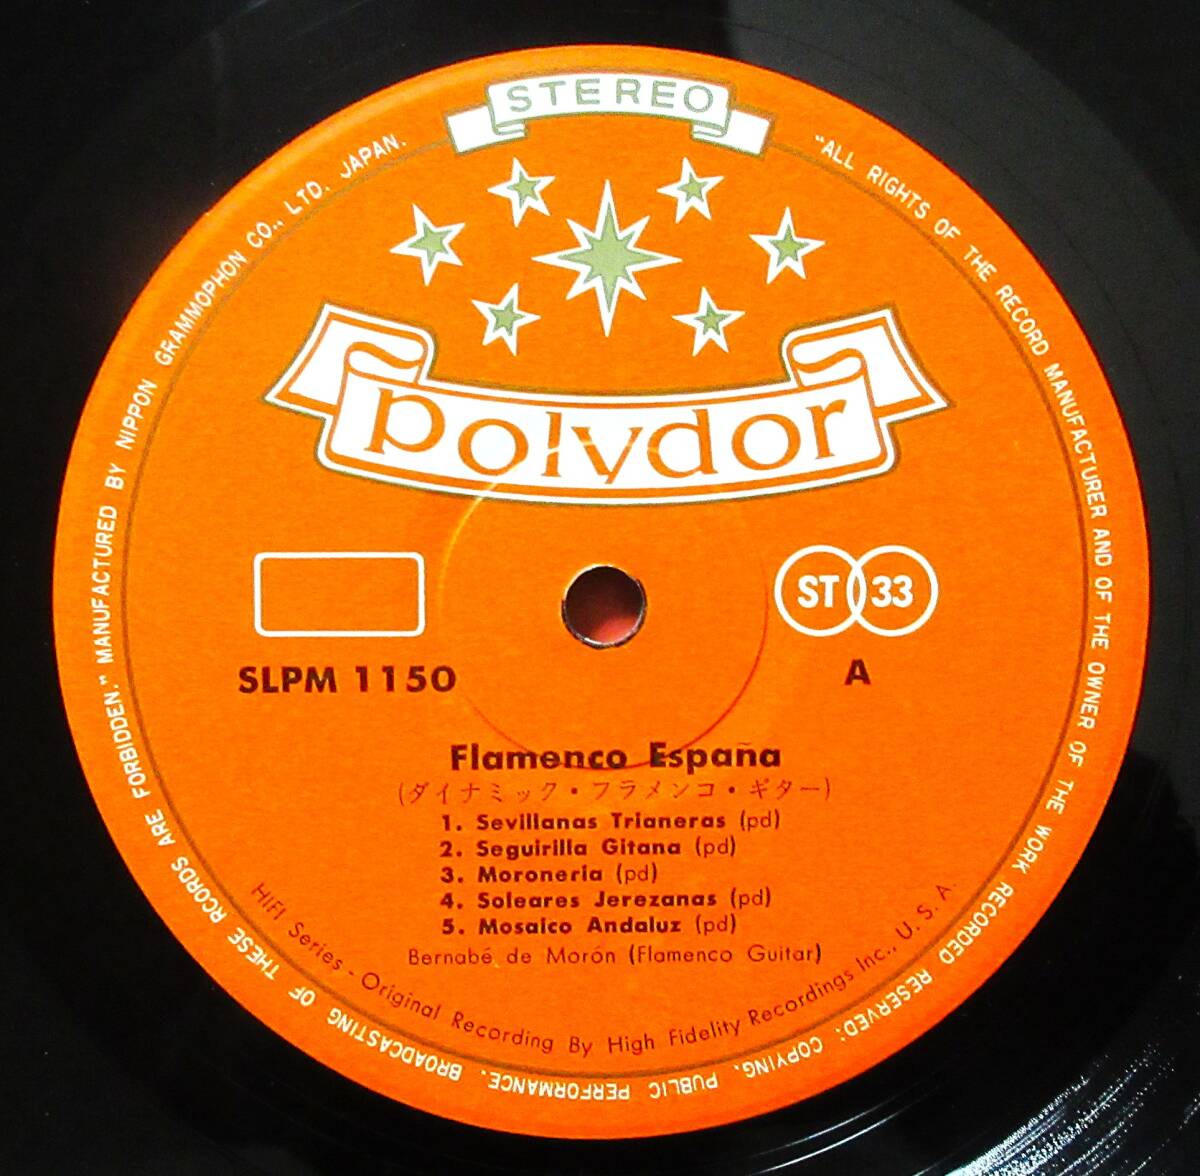 STEREO
polydor
ST 33
SLPM 1150
A
Flamenco España
(ダイナミック・フラメンコ・ギター)
1. Sevillanas Trianeras (pd)
2. Seguirilla Gitana (pd)
3. Moroneria (pd)
4. Soleares Jerezanas (pd)
5. Mosaico Andaluz (pd)
Bernabé de Morón (Flamenco Guitar)
HIFI Series - Original Recording By High Fidelity Recordings Inc., U. S. A.
"ALL RIGHTS OF THE RECORD MANUFACTURER AND OF THE OWNER OF THE WORK RECORDED RESERVED; COPYING. PUBLIC PERFORMANCE. BROADCASTING OF THESE RCORDS ARE FORBIDDEN." MANUFACTURED BY NIPPON GRAMMOPHON CO., LTD. JAPAN.